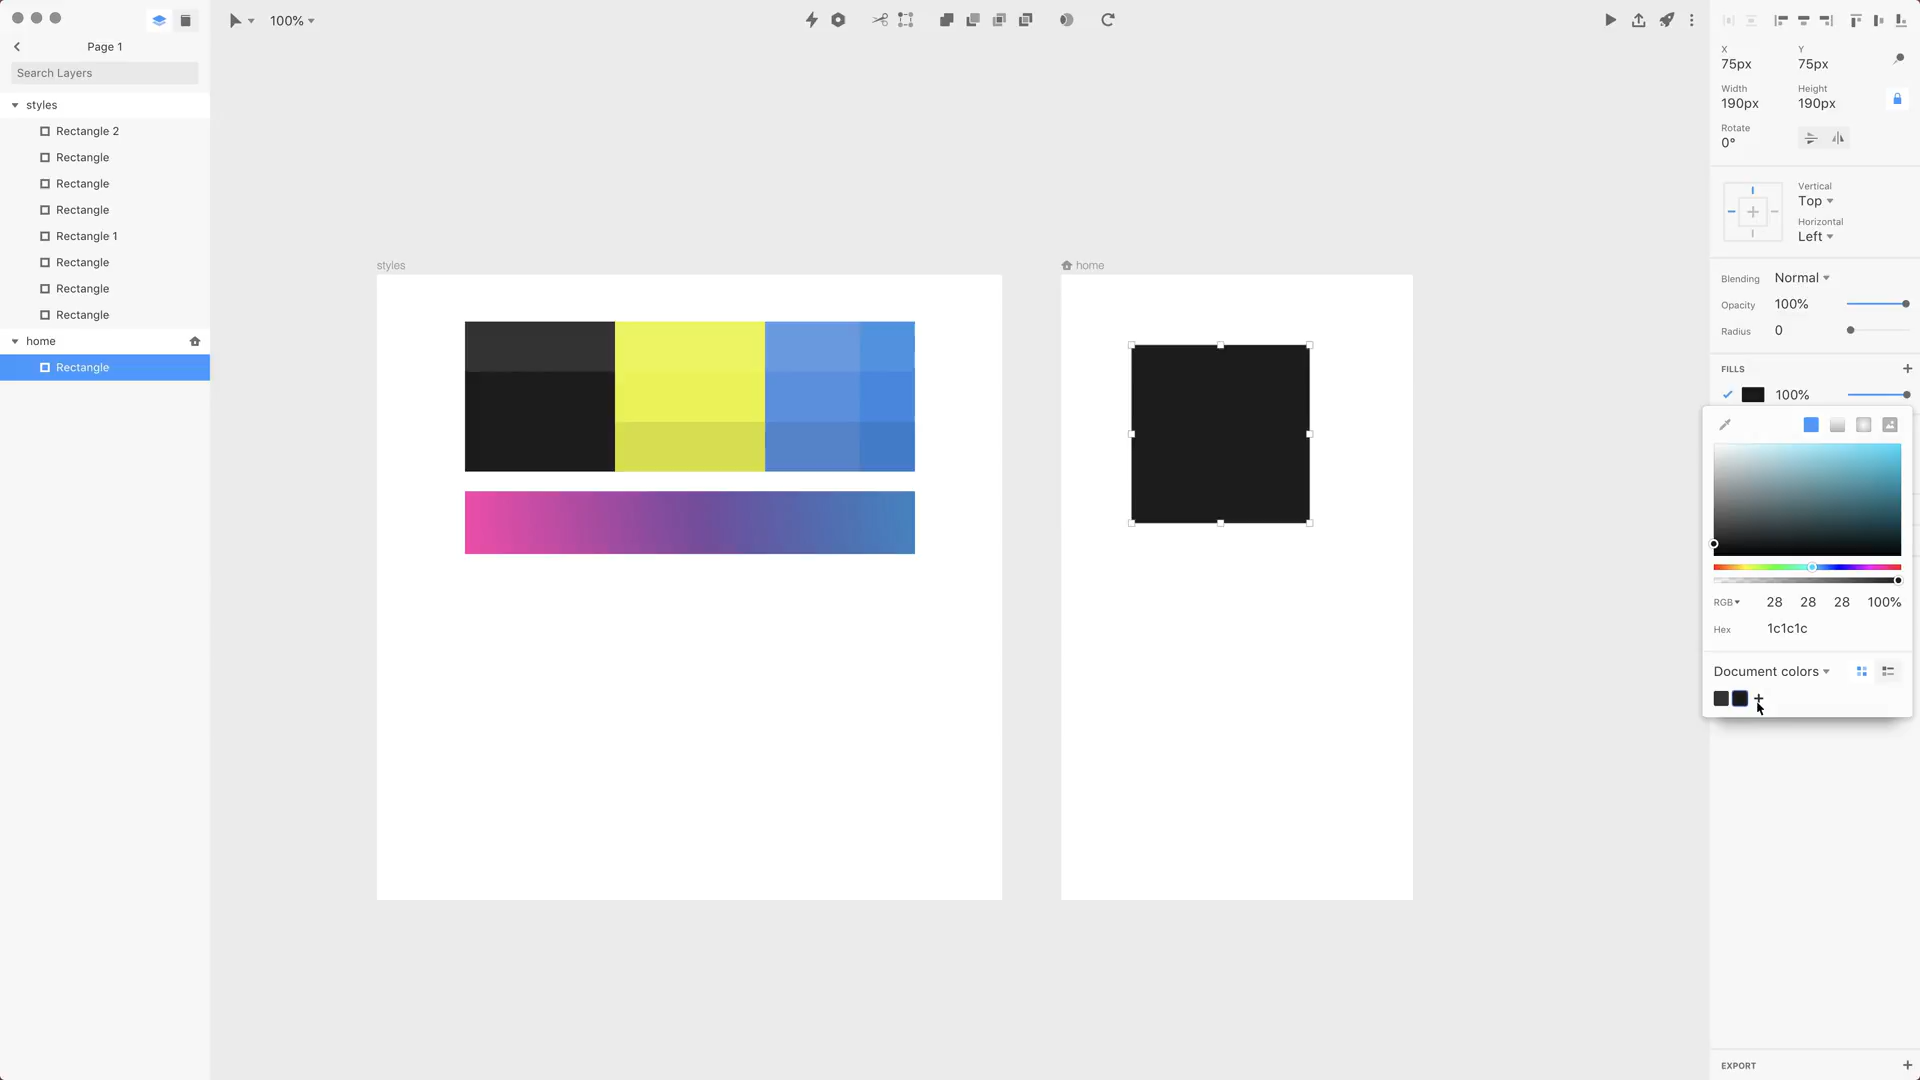 100%
Page 1
Search Layers
styles
Rectangle 2
Rectangle
Rectangle
Rectangle
Rectangle 1
Rectangle
Rectangle
Rectangle
home
Rectangle
styles
home
X Y
75px 75px
Width Height
190px 190px
Rotate
0°
Vertical
Top
Horizontal
Left
Blending Normal
Opacity 100%
Radius 0
FILLS
100%
RGB 28 28 28 100%
Hex 1c1c1c
Document colors
EXPORT